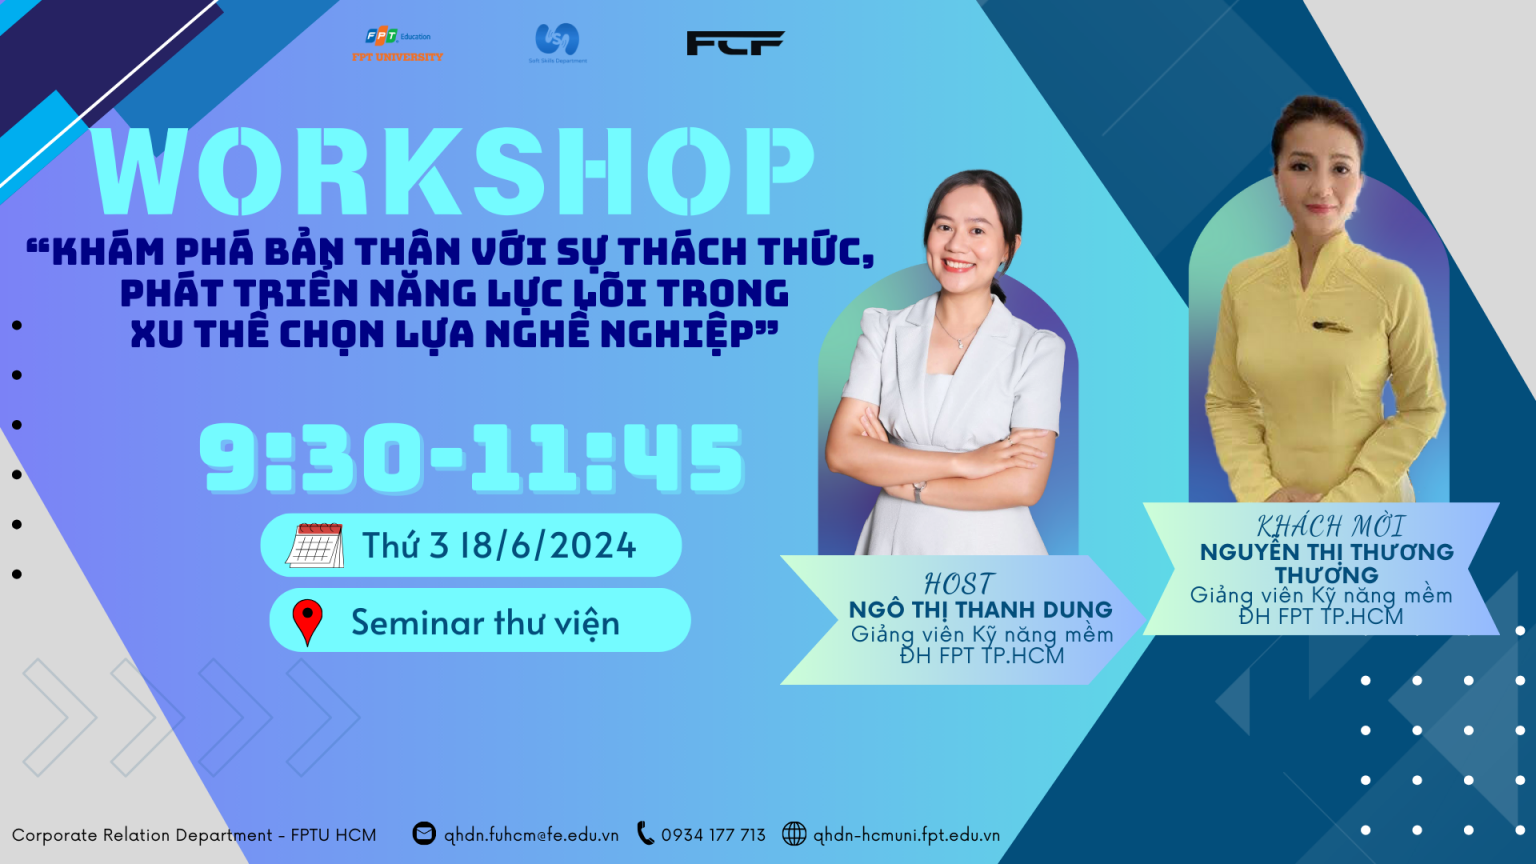 FPT Education
FPT UNIVERSITY
Soft Skills Department
FCF
WORKSHOP
“KHÁM PHÁ BẢN THÂN VỚI SỰ THÁCH THỨC,
PHÁT TRIỂN NĂNG LỰC LÕI TRONG
XU THẾ CHỌN LỰA NGHỀ NGHIỆP”
9:30-11:45
Thứ 3 18/6/2024
Seminar thư viện
HOST
NGÔ THỊ THANH DUNG
Giảng viên Kỹ năng mềm
ĐH FPT TP.HCM
KHÁCH MỜI
NGUYỄN THỊ THƯƠNG
THƯƠNG
Giảng viên Kỹ năng mềm
ĐH FPT TP.HCM
Corporate Relation Department - FPTU HCM
qhdn.fuhcm@fe.edu.vn
0934 177 713
qhdn-hcmuni.fpt.edu.vn